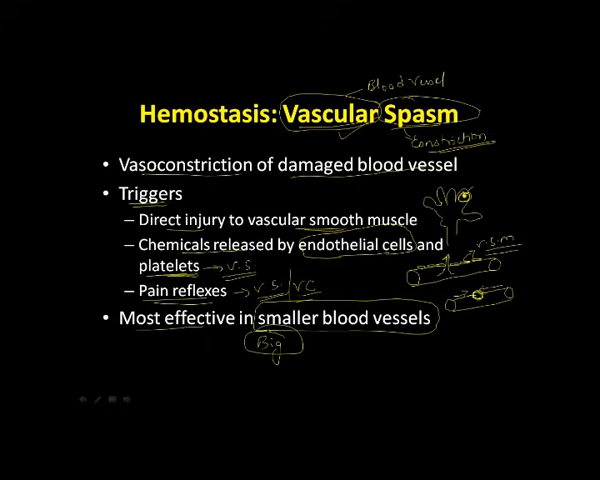 Blood vessel
Hemostasis: Vascular Spasm
Constriction
• Vasoconstriction of damaged blood vessel
• Triggers
– Direct injury to vascular smooth muscle
– Chemicals released by endothelial cells and
platelets → V.S.
V.S.M
– Pain reflexes → V.S. / VC
• Most effective in smaller blood vessels
Big